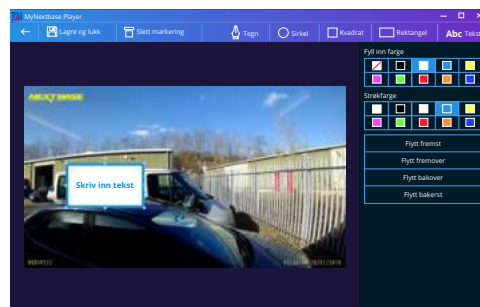 MyNextbase Player
Lagre og lukk
Slett markering
Tegn
Sirkel
Kvadrat
Rektangel
Abc Tekst
Fyll inn farge
Strøkfarge
Flytt fremst
Flytt fremover
Flytt bakover
Flytt bakerst
NEXTBASE
Skriv inn tekst